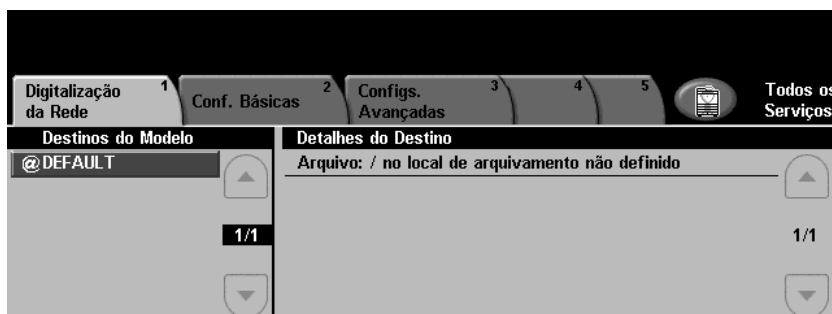 Digitalização
da Rede
1
Conf. Básicas
2
Configs.
Avançadas
3
4
5
Todos os
Serviços
Destinos do Modelo
Detalhes do Destino
@DEFAULT
Arquivo: / no local de arquivamento não definido
1/1
1/1